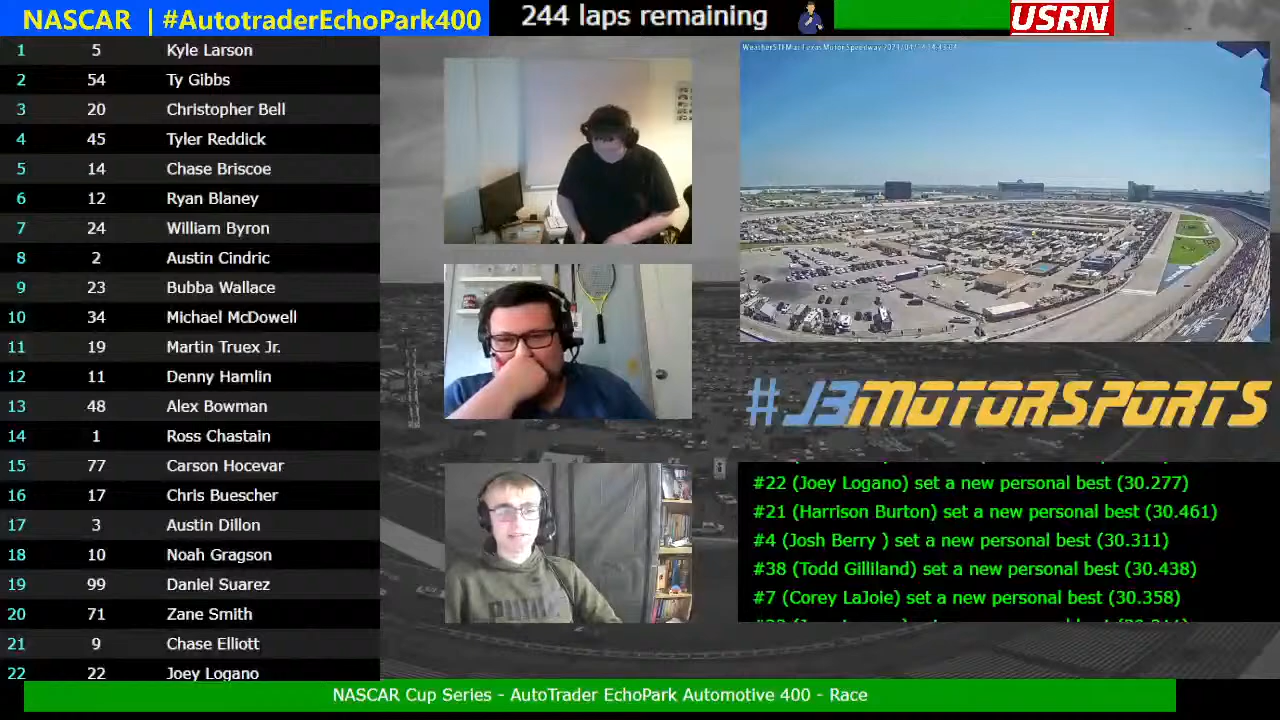 NASCAR | #AutotraderEchoPark400
244 laps remaining
USRN
1 5 Kyle Larson
2 54 Ty Gibbs
3 20 Christopher Bell
4 45 Tyler Reddick
5 14 Chase Briscoe
6 12 Ryan Blaney
7 24 William Byron
8 2 Austin Cindric
9 23 Bubba Wallace
10 34 Michael McDowell
11 19 Martin Truex Jr.
12 11 Denny Hamlin
13 48 Alex Bowman
14 1 Ross Chastain
15 77 Carson Hocevar
16 17 Chris Buescher
17 3 Austin Dillon
18 10 Noah Gragson
19 99 Daniel Suarez
20 71 Zane Smith
21 9 Chase Elliott
22 22 Joey Logano
Texas Motor Speedway
#JBMOTORSPORTS
#22 (Joey Logano) set a new personal best (30.277)
#21 (Harrison Burton) set a new personal best (30.461)
#4 (Josh Berry ) set a new personal best (30.311)
#38 (Todd Gilliland) set a new personal best (30.438)
#7 (Corey LaJoie) set a new personal best (30.358)
NASCAR Cup Series - AutoTrader EchoPark Automotive 400 - Race